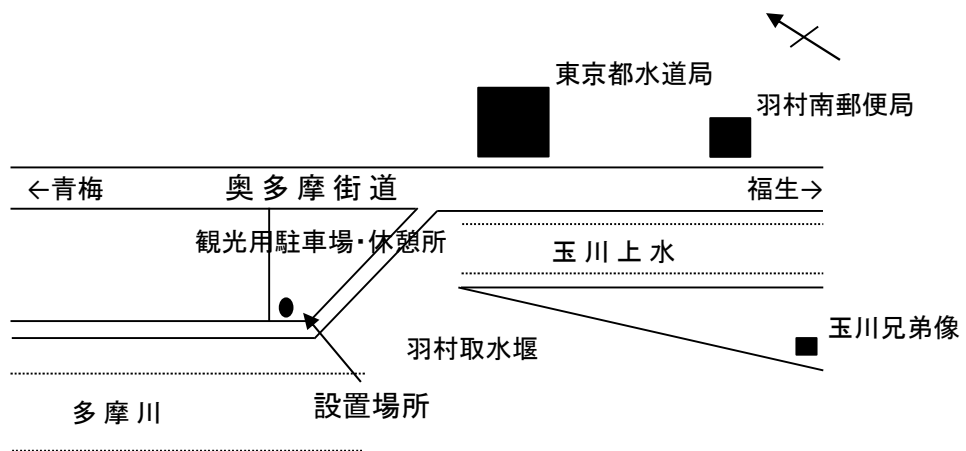 東京都水道局
羽村南郵便局
←青梅
奥多摩街道
福生→
観光用駐車場・休憩所
玉川上水
玉川兄弟像
羽村取水堰
設置場所
多摩川